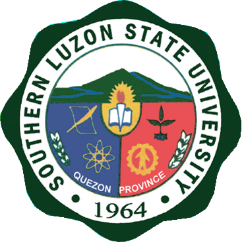 SOUTHERN LUZON STATE UNIVERSITY
QUEZON PROVINCE
1964